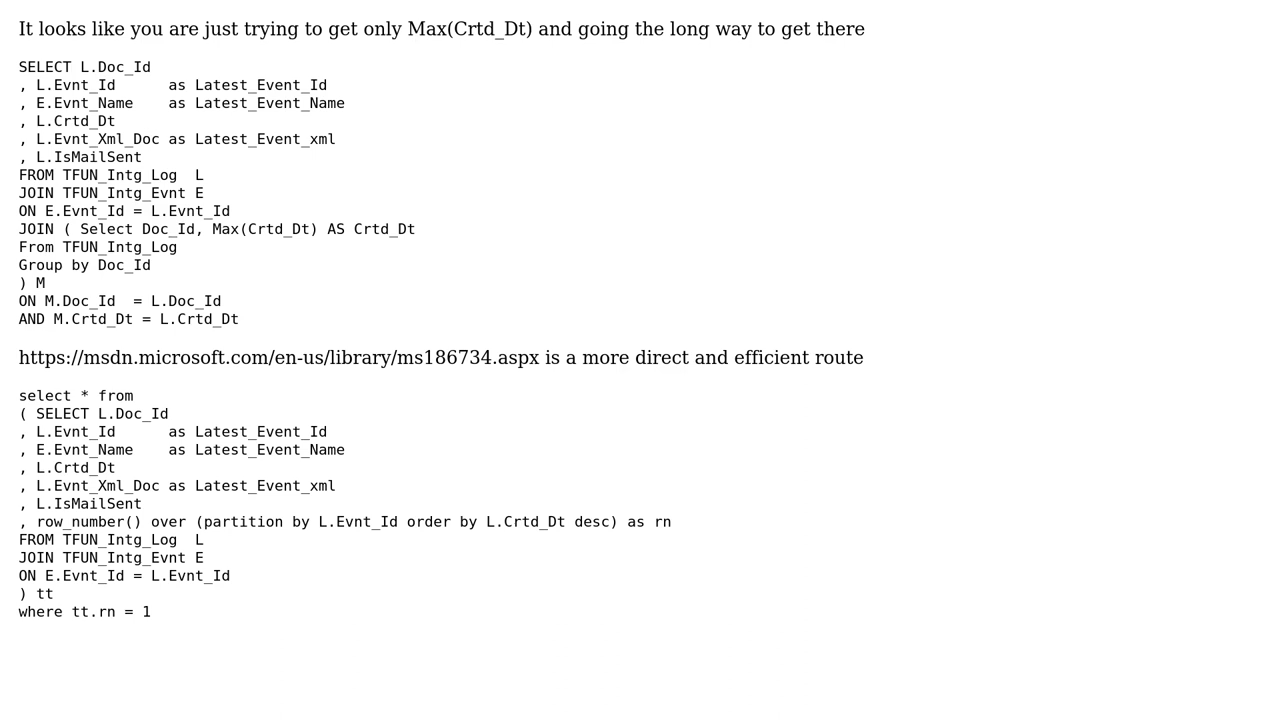 It looks like you are just trying to get only Max(Crtd_Dt) and going the long way to get there
SELECT L.Doc_Id
, L.Evnt_Id      as Latest_Event_Id
, E.Evnt_Name    as Latest_Event_Name
, L.Crtd_Dt
, L.Evnt_Xml_Doc as Latest_Event_xml
, L.IsMailSent
FROM TFUN_Intg_Log  L
JOIN TFUN_Intg_Evnt E
ON E.Evnt_Id = L.Evnt_Id
JOIN ( Select Doc_Id, Max(Crtd_Dt) AS Crtd_Dt
From TFUN_Intg_Log
Group by Doc_Id
) M
ON M.Doc_Id  = L.Doc_Id
AND M.Crtd_Dt = L.Crtd_Dt
https://msdn.microsoft.com/en-us/library/ms186734.aspx is a more direct and efficient route
select * from
( SELECT L.Doc_Id
, L.Evnt_Id      as Latest_Event_Id
, E.Evnt_Name    as Latest_Event_Name
, L.Crtd_Dt
, L.Evnt_Xml_Doc as Latest_Event_xml
, L.IsMailSent
, row_number() over (partition by L.Evnt_Id order by L.Crtd_Dt desc) as rn
FROM TFUN_Intg_Log  L
JOIN TFUN_Intg_Evnt E
ON E.Evnt_Id = L.Evnt_Id
) tt
where tt.rn = 1